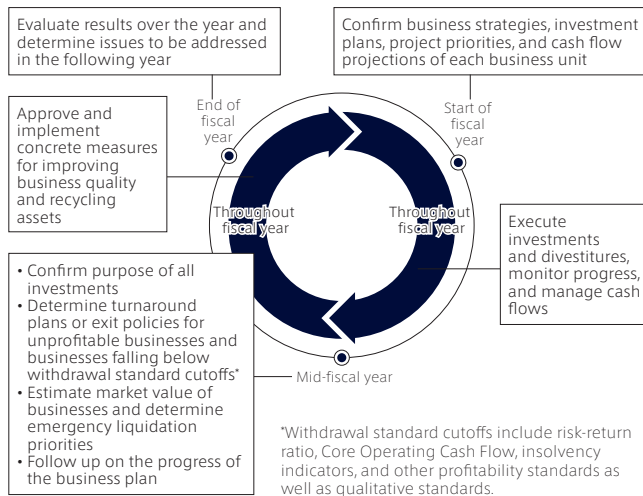 Evaluate results over the year and
determine issues to be addressed
in the following year
Confirm business strategies, investment
plans, project priorities, and cash flow
projections of each business unit
End of
fiscal
year
Start of
fiscal
year
Approve and
implement
concrete measures
for improving
business quality
and recycling
assets
Throughout
fiscal year
Throughout
fiscal year
Execute
investments
and divestitures,
monitor progress,
and manage cash
flows
• Confirm purpose of all
investments
• Determine turnaround
plans or exit policies for
unprofitable businesses and
businesses falling below
withdrawal standard cutoffs*
• Estimate market value of
businesses and determine
emergency liquidation
priorities
• Follow up on the progress of
the business plan
Mid-fiscal year
*Withdrawal standard cutoffs include risk-return
ratio, Core Operating Cash Flow, insolvency
indicators, and other profitability standards as
well as qualitative standards.